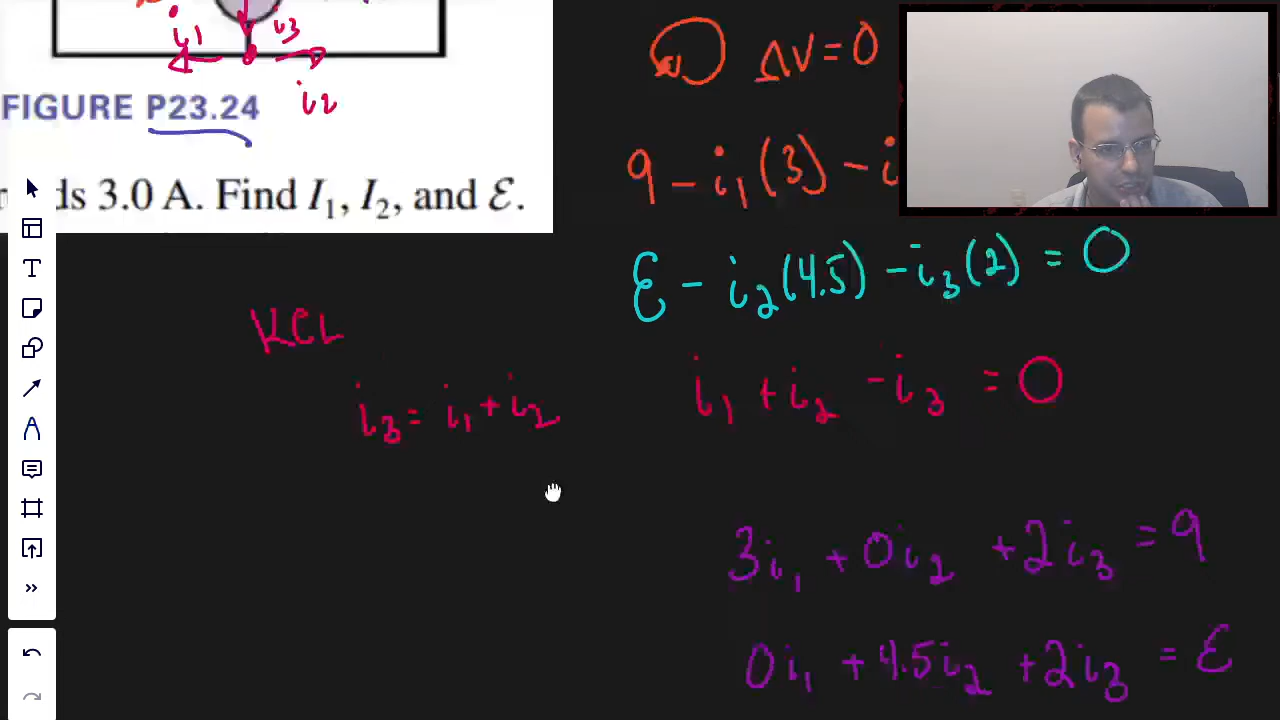 i1 i3
i2
FIGURE P23.24
ds 3.0 A. Find I₁, I₂, and ℰ.
ΔV = 0
9 - i₁(3) - i
ℰ - i₂(4.5) - i₃(2) = 0
KCL
i₃ = i₁ + i₂
i₁ + i₂ - i₃ = 0
3i₁ + 0i₂ + 2i₃ = 9
0i₁ + 4.5i₂ + 2i₃ = ℰ